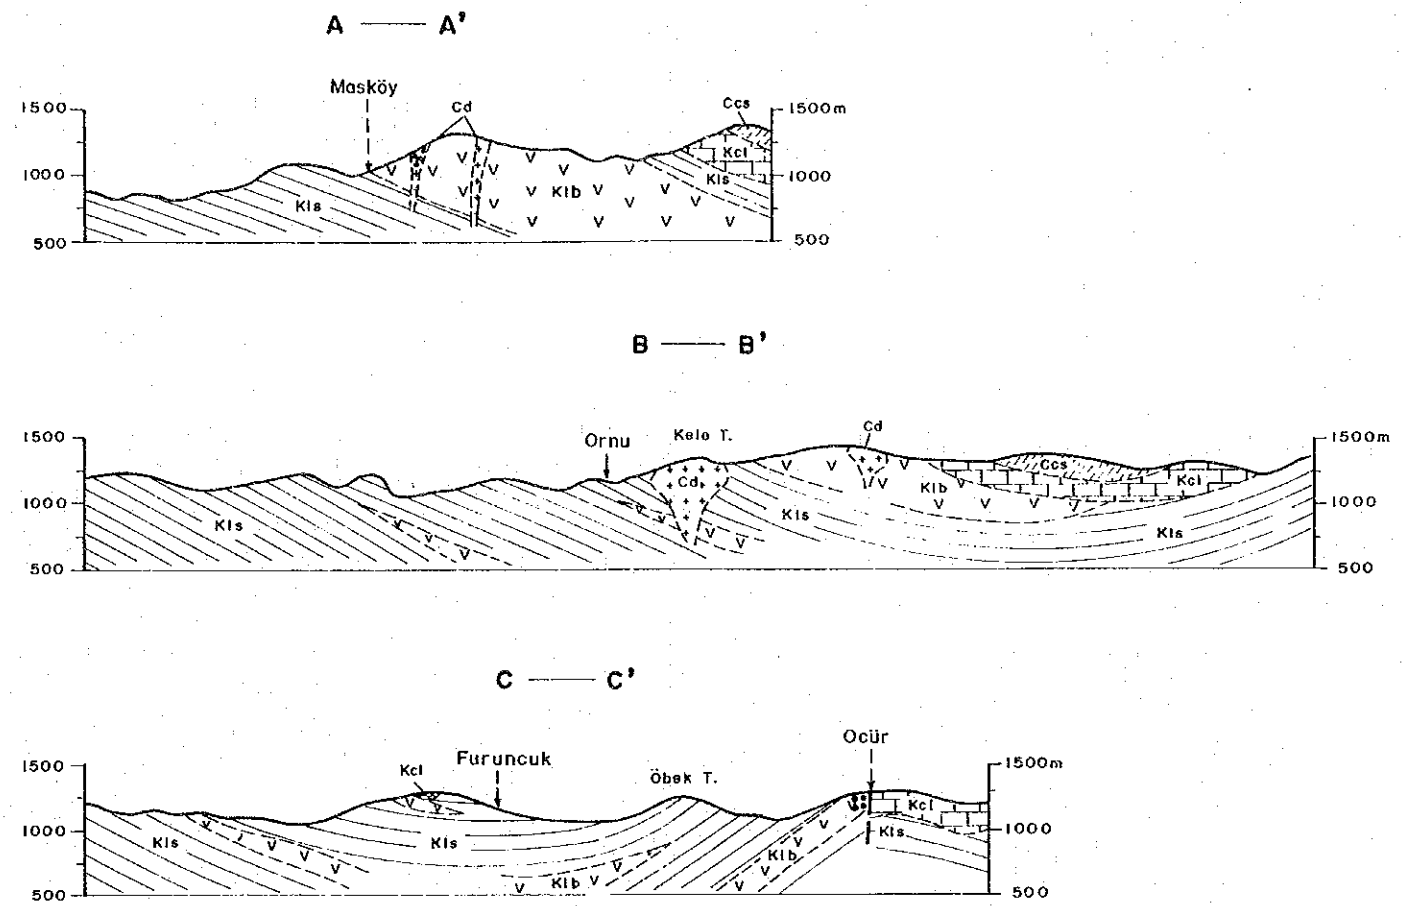 A — A'
Masköy
1500 Cd Ccs 1500m
Kcl
1000 Kls 1000
Kls Klb
500 500
B — B'
1500 Ornu Kele T. Cd 1500m
Ccs
Cd Klb Kcl
1000 1000
Kls Kls Kls
500 500
C — C'
Ocür
1500 Kcl Furuncuk Öbek T. 1500m
Kcl
1000 Kls Kls Kls 1000
Klb
Klb
500 500